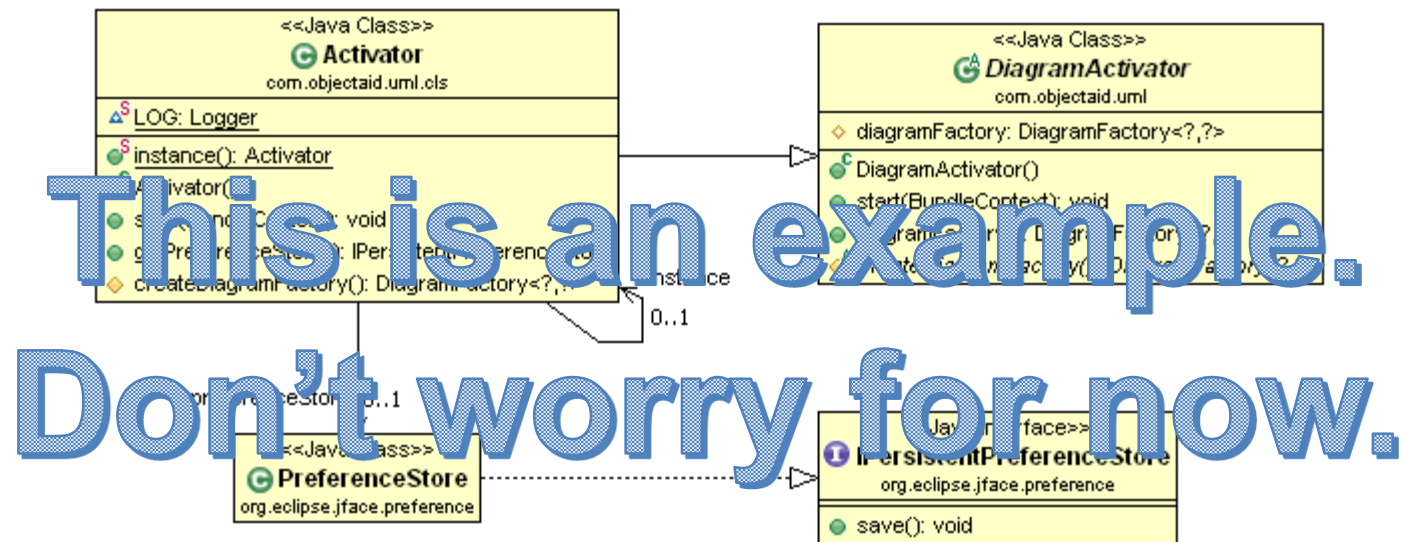 <<Java Class>>
Activator
com.objectaid.uml.cls
LOG: Logger
instance(): Activator
void
createDiagramFactory(): DiagramFactory<?,?>
<<Java Class>>
DiagramActivator
com.objectaid.uml
diagramFactory: DiagramFactory<?,?>
DiagramActivator()
start(BundleContext): void
This is an example.
instance
0..1
Don't worry for now.
0..1
<<Java Class>>
PreferenceStore
org.eclipse.jface.preference
IPersistentPreferenceStore
org.eclipse.jface.preference
save(): void